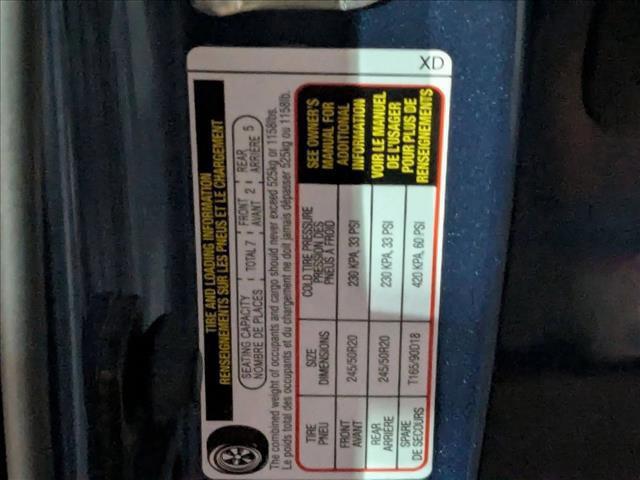 TIRE AND LOADING INFORMATION
RENSEIGNEMENTS SUR LES PNEUS ET LE CHARGEMENT
SEATING CAPACITY
NOMBRE DE PLACES
TOTAL 7
FRONT
AVANT 2
REAR
ARRIÈRE 5
The combined weight of occupants and cargo should never exceed 525kg or 1158lbs.
Le poids total des occupants et du chargement ne doit jamais dépasser 525kg ou 1158lb.
TIRE
PNEU
SIZE
DIMENSIONS
COLD TIRE PRESSURE
PRESSION DES
PNEUS À FROID
FRONT
AVANT
245/50R20
230 KPA, 33 PSI
REAR
ARRIÈRE
245/50R20
230 KPA, 33 PSI
SPARE
DE SECOURS
T165/90D18
420 KPA, 60 PSI
SEE OWNER'S
MANUAL FOR
ADDITIONAL
INFORMATION
VOIR LE MANUEL
DE L'USAGER
POUR PLUS DE
RENSEIGNEMENTS
XD